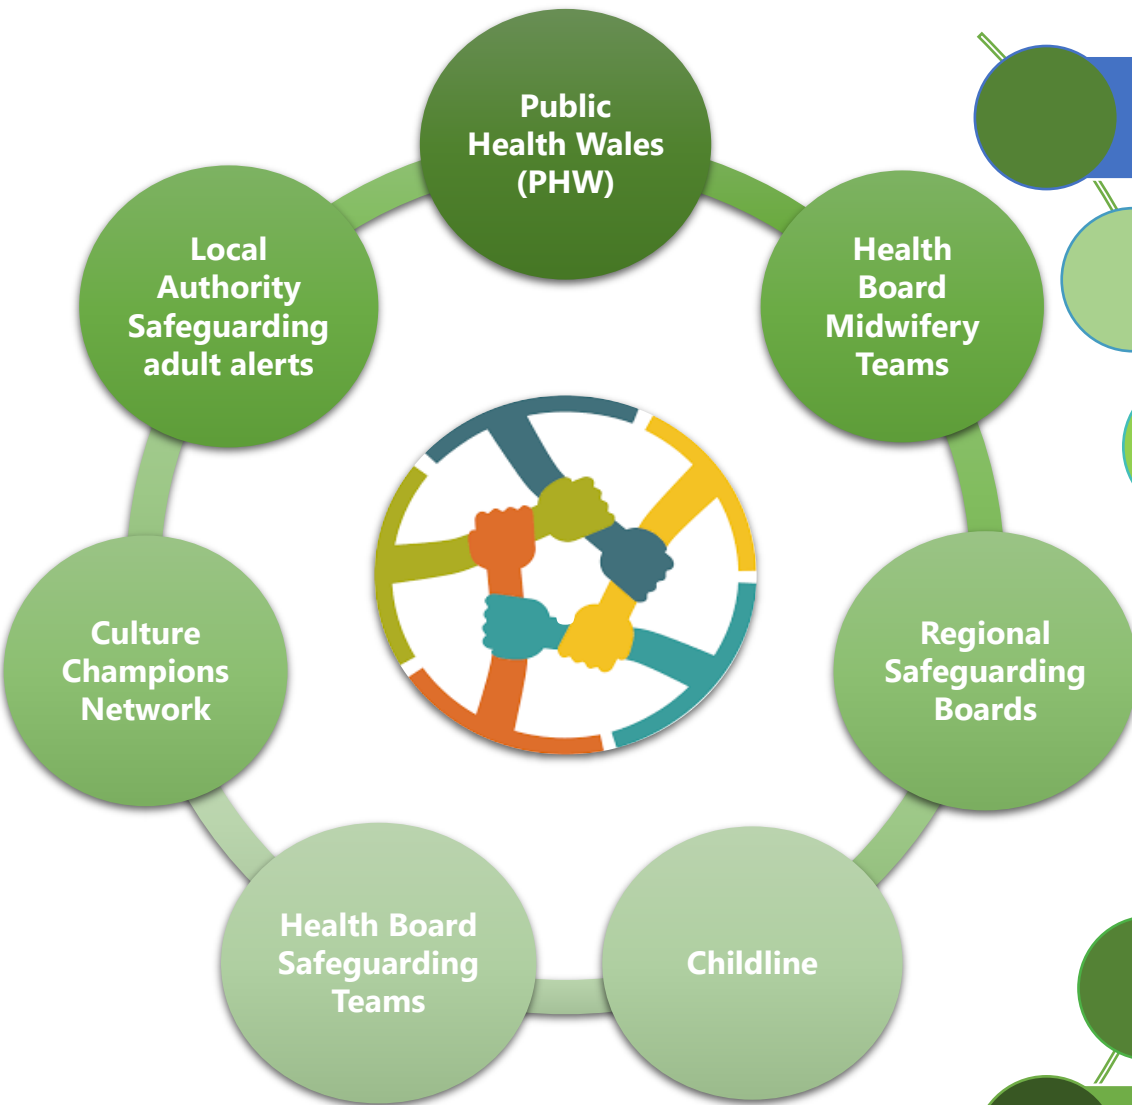 Public
Health Wales
(PHW)
Health
Board
Midwifery
Teams
Regional
Safeguarding
Boards
Childline
Health Board
Safeguarding
Teams
Culture
Champions
Network
Local
Authority
Safeguarding
adult alerts